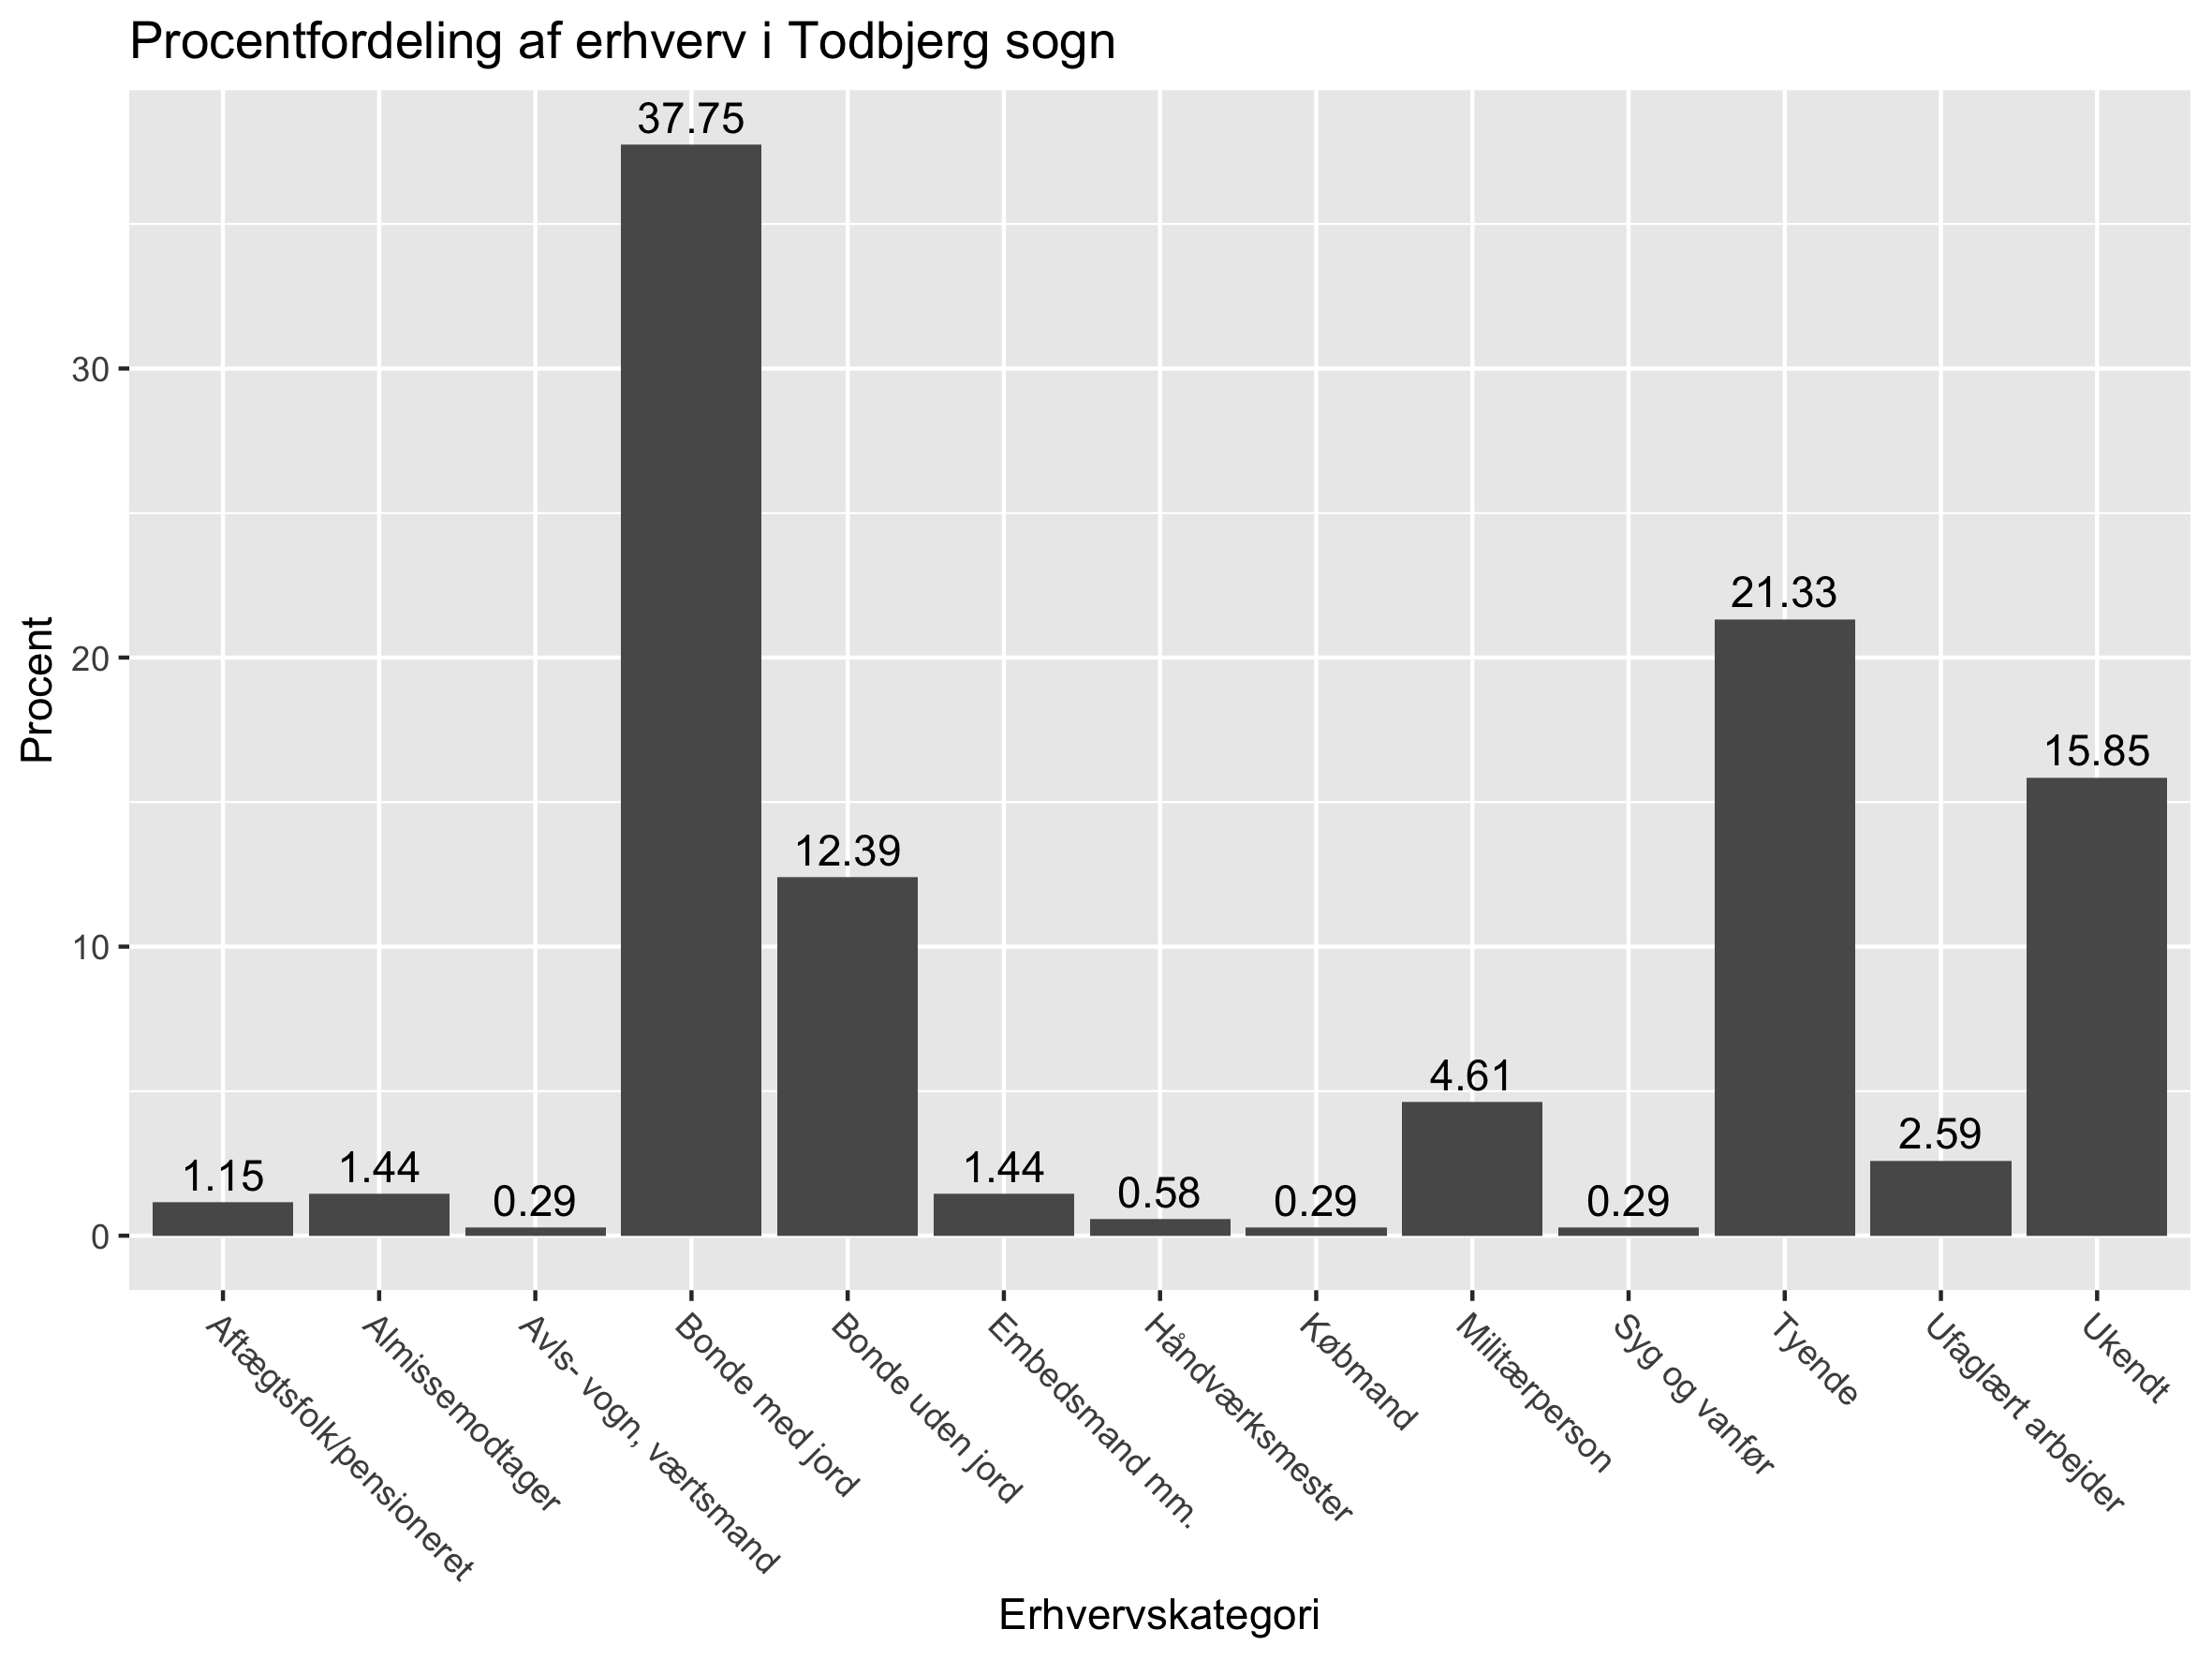 Procentfordeling af erhverv i Todbjerg sogn
Procent
30
20
10
0
1.15
1.44
0.29
37.75
12.39
1.44
0.58
0.29
4.61
0.29
21.33
2.59
15.85
Aftægtsfolk/pensioneret
Almissemodtager
Avls- vogn, værtsmand
Bonde med jord
Bonde uden jord
Embedsmand mm.
Håndværksmester
Købmand
Militærperson
Syg og vanfør
Tyende
Ufaglært arbejder
Ukendt
Erhvervskategori